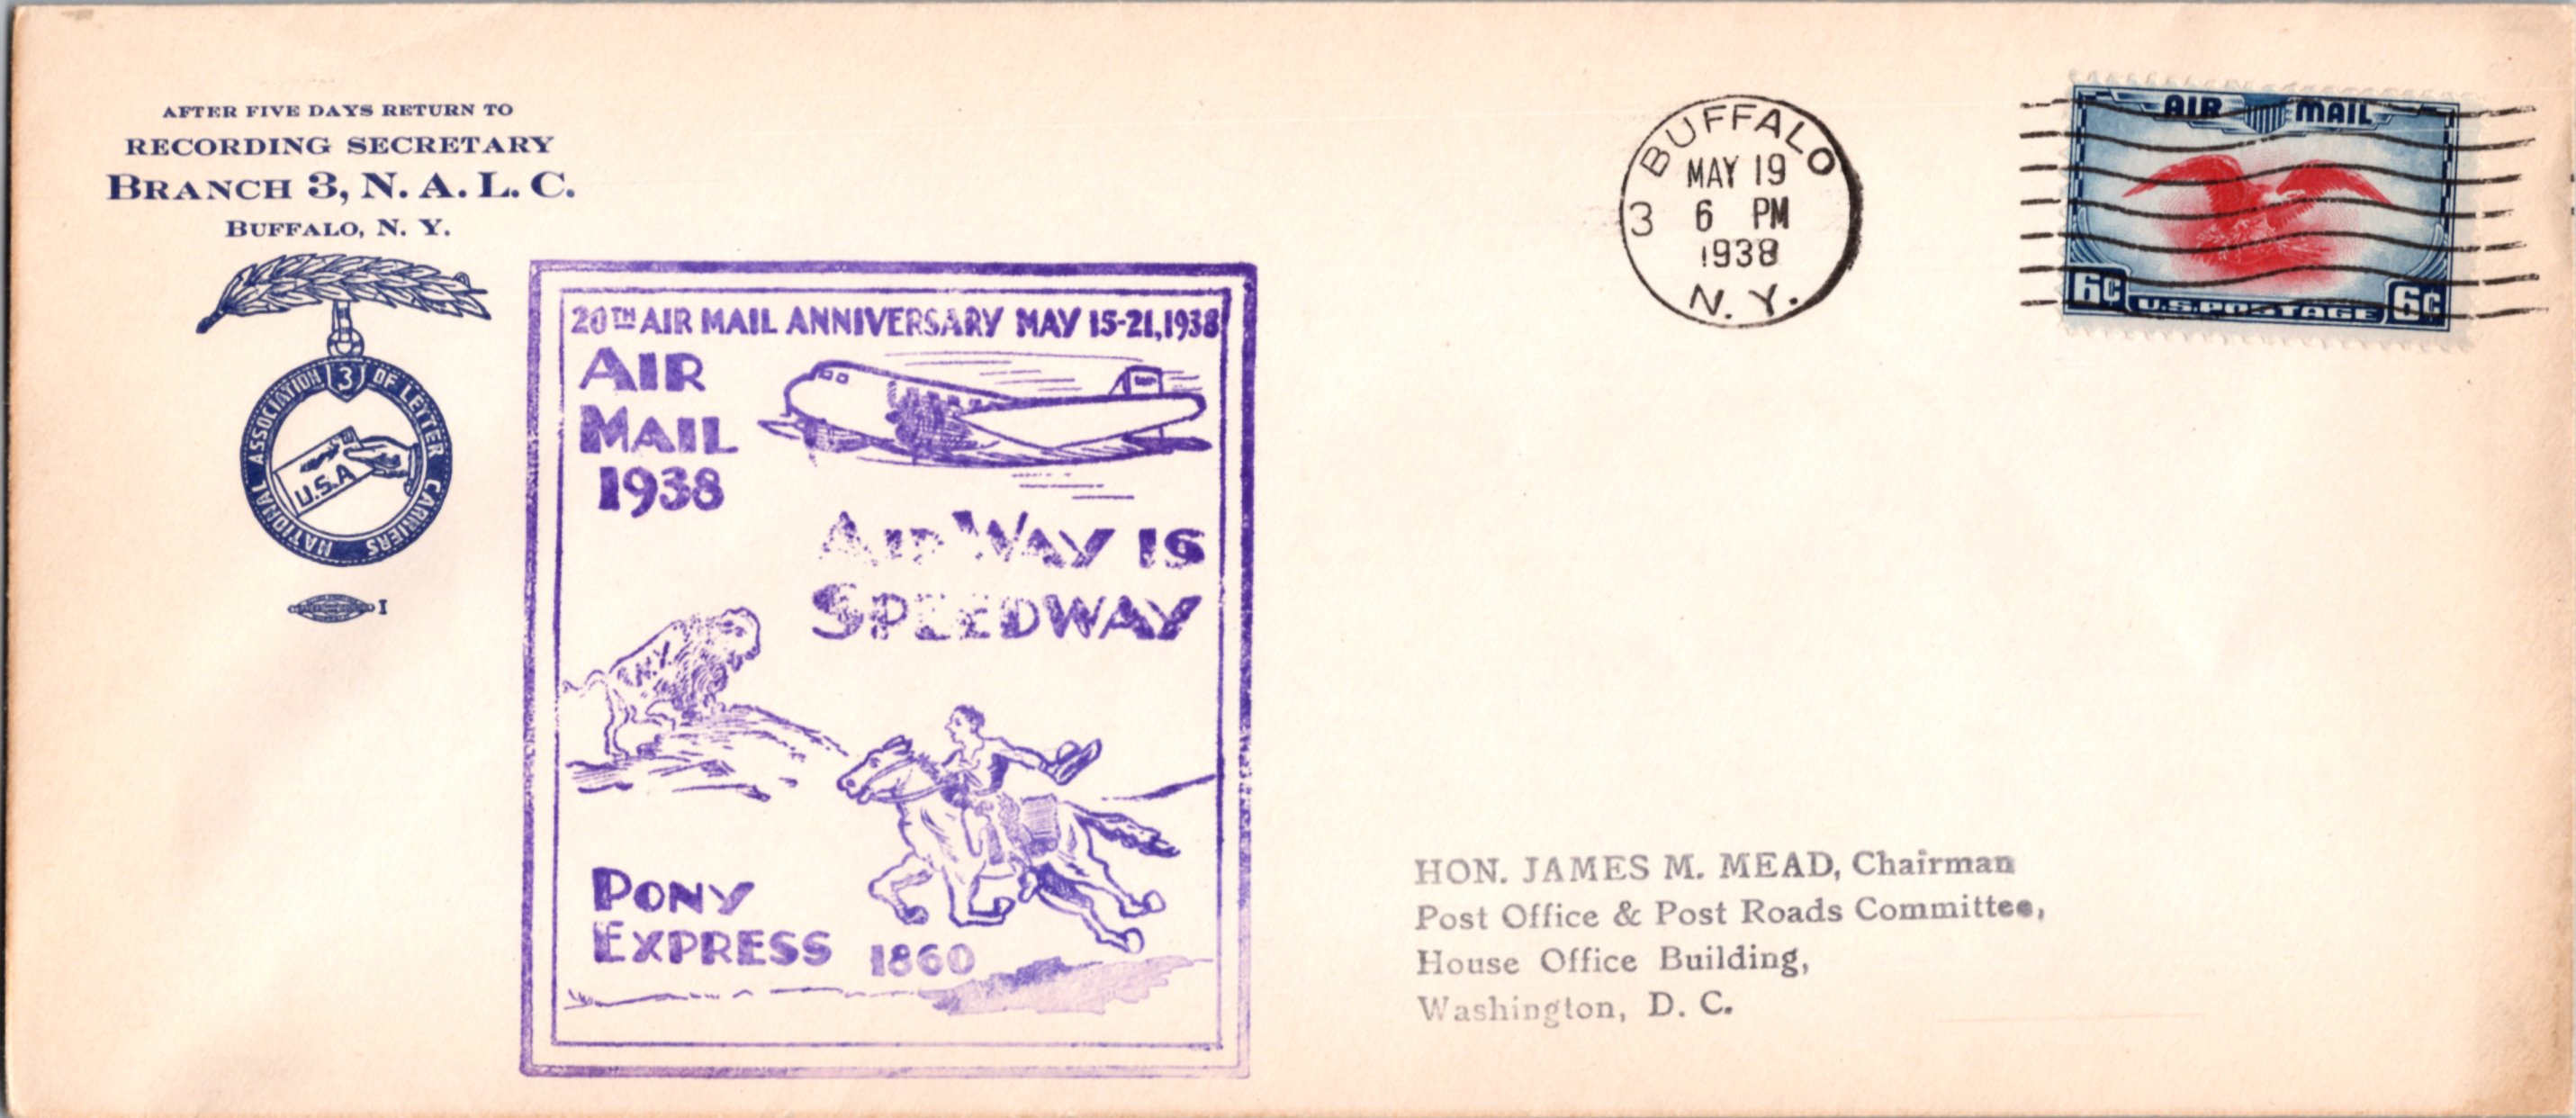 AFTER FIVE DAYS RETURN TO
RECORDING SECRETARY
BRANCH 3, N. A. L. C.
BUFFALO, N. Y.
NATIONAL ASSOCIATION 3 OF LETTER CARRIERS
U.S.A
I
20TH AIR MAIL ANNIVERSARY MAY 15-21, 1938
AIR
MAIL
1938
AIR WAY IS
SPEEDWAY
N.Y.
PONY
EXPRESS 1860
BUFFALO
MAY 19
3 6 PM
1938
N. Y.
AIR MAIL
6¢ U.S. POSTAGE 6¢
HON. JAMES M. MEAD, Chairman
Post Office & Post Roads Committee,
House Office Building,
Washington, D. C.